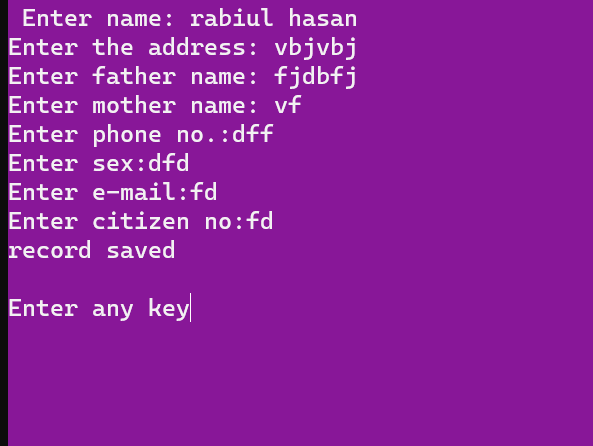 Enter name: rabiul hasan
Enter the address: vbjvbj
Enter father name: fjdbfj
Enter mother name: vf
Enter phone no.:dff
Enter sex:dfd
Enter e-mail:fd
Enter citizen no:fd
record saved
Enter any key